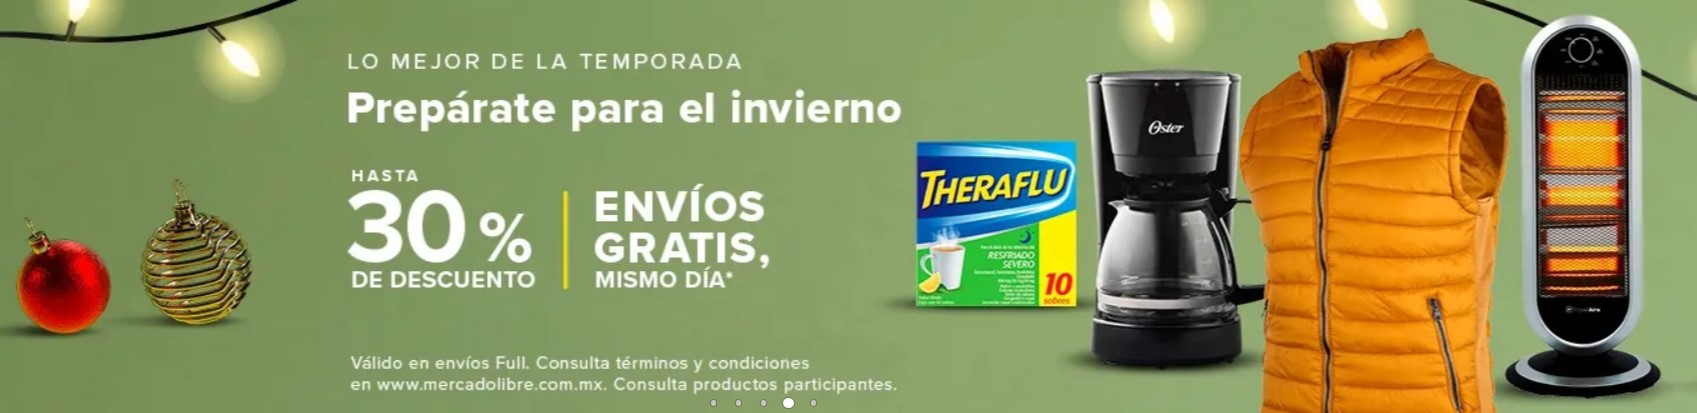 LO MEJOR DE LA TEMPORADA
Prepárate para el invierno
HASTA
30 %
DE DESCUENTO
ENVÍOS
GRATIS,
MISMO DÍA*
Válido en envíos Full. Consulta términos y condiciones
en www.mercadolibre.com.mx. Consulta productos participantes.
THERAFLU
RESFRIADO
SEVERO
10
sobres
Oster